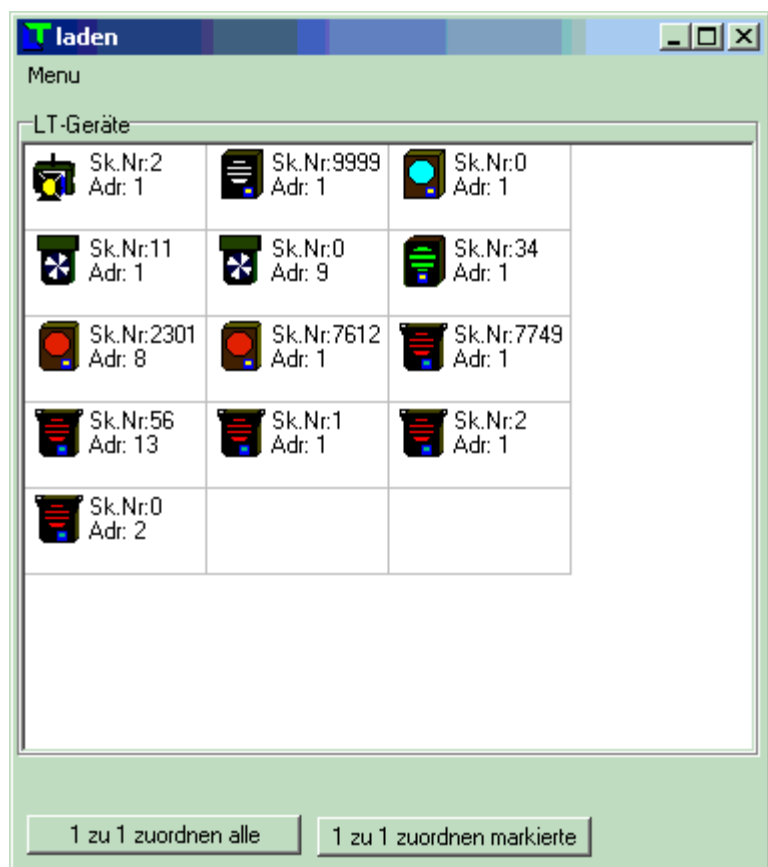 laden
Menu
LT-Geräte
Sk.Nr:2
Adr: 1
Sk.Nr:9999
Adr: 1
Sk.Nr:0
Adr: 1
Sk.Nr:11
Adr: 1
Sk.Nr:0
Adr: 9
Sk.Nr:34
Adr: 1
Sk.Nr:2301
Adr: 8
Sk.Nr:7612
Adr: 1
Sk.Nr:7749
Adr: 1
Sk.Nr:56
Adr: 13
Sk.Nr:1
Adr: 1
Sk.Nr:2
Adr: 1
Sk.Nr:0
Adr: 2
1 zu 1 zuordnen alle
1 zu 1 zuordnen markierte